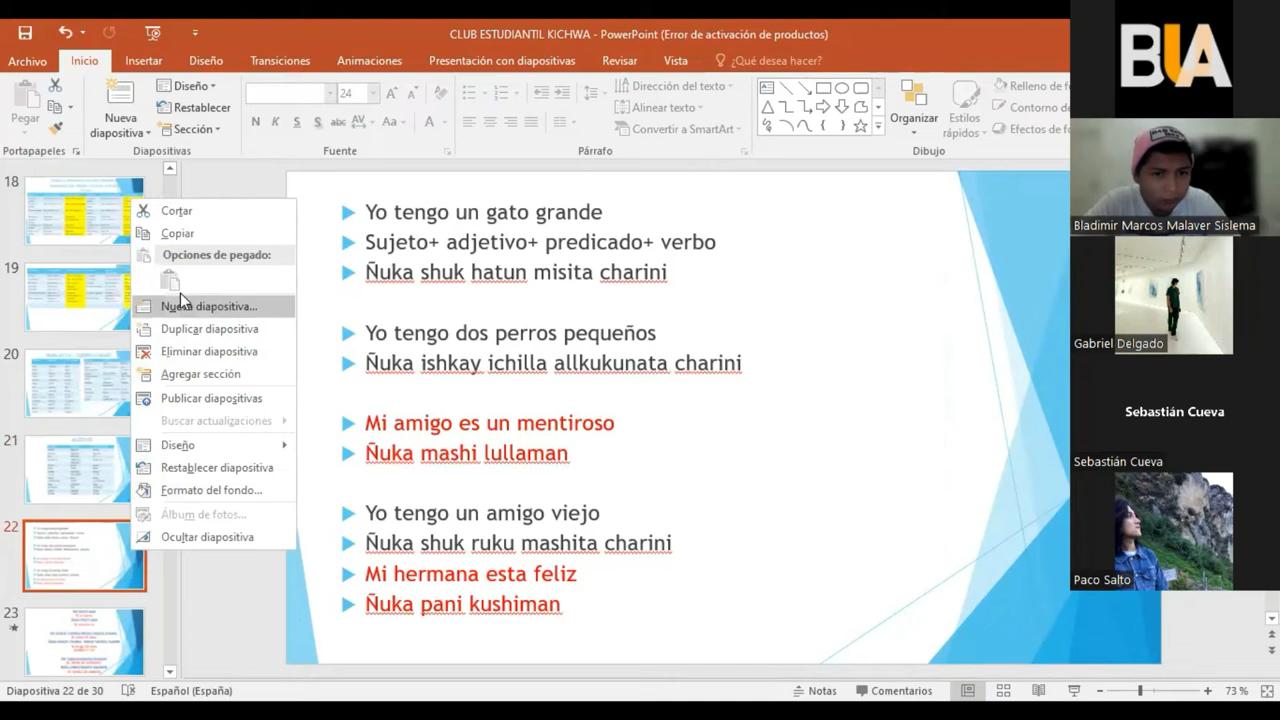 CLUB ESTUDIANTIL KICHWA - PowerPoint (Error de activación de productos)
Archivo Inicio Insertar Diseño Transiciones Animaciones Presentación con diapositivas Revisar Vista ¿Qué desea hacer?
Pegar
Portapapeles
Nueva diapositiva
Diseño
Restablecer
Sección
Diapositivas
24
N K S S abc AV Aa A
Fuente
Dirección del texto
Alinear texto
Convertir a SmartArt
Párrafo
Organizar
Estilos rápidos
Relleno de f
Contorno de
Efectos de fo
Dibujo
18
19
20
21
22
23
Cortar
Copiar
Opciones de pegado:
Nueva diapositiva...
Duplicar diapositiva
Eliminar diapositiva
Agregar sección
Publicar diapositivas
Buscar actualizaciones
Diseño
Restablecer diapositiva
Formato del fondo...
Álbum de fotos...
Ocultar diapositiva
Yo tengo un gato grande
Sujeto+ adjetivo+ predicado+ verbo
Ñuka shuk hatun misita charini
Yo tengo dos perros pequeños
Ñuka ishkay ichilla allkukunata charini
Mi amigo es un mentiroso
Ñuka mashi lullaman
Yo tengo un amigo viejo
Ñuka shuk ruku mashita charini
Mi hermana esta feliz
Ñuka pani kushiman
Diapositiva 22 de 30 Español (España) Notas Comentarios 73 %
BUA
Bladimir Marcos Malaver Sislema
Gabriel Delgado
Sebastián Cueva
Sebastián Cueva
Paco Salto